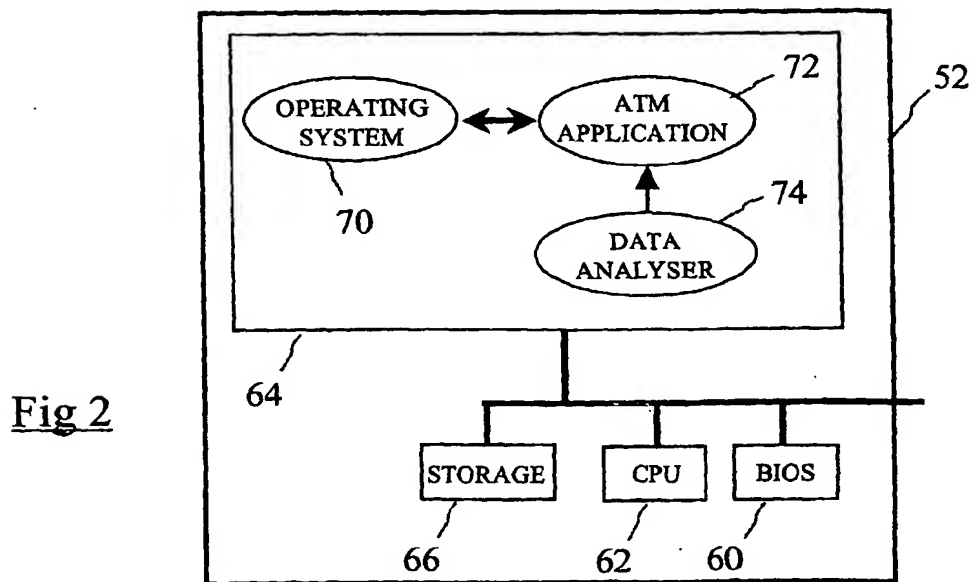 72
52
OPERATING
SYSTEM
ATM
APPLICATION
70
74
DATA
ANALYSER
64
Fig 2
STORAGE
CPU
BIOS
66
62
60